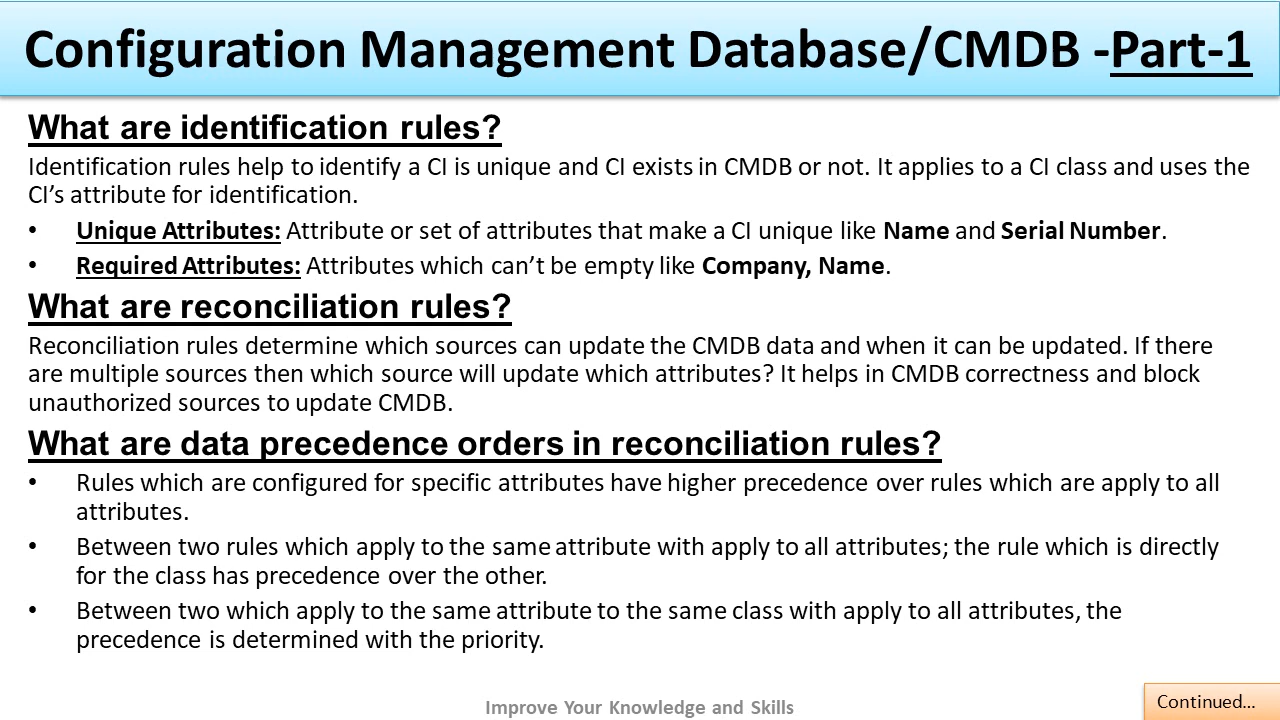 Configuration Management Database/CMDB -Part-1
What are identification rules?
Identification rules help to identify a CI is unique and CI exists in CMDB or not. It applies to a CI class and uses the
CI’s attribute for identification.
• Unique Attributes: Attribute or set of attributes that make a CI unique like Name and Serial Number.
• Required Attributes: Attributes which can’t be empty like Company, Name.
What are reconciliation rules?
Reconciliation rules determine which sources can update the CMDB data and when it can be updated. If there
are multiple sources then which source will update which attributes? It helps in CMDB correctness and block
unauthorized sources to update CMDB.
What are data precedence orders in reconciliation rules?
• Rules which are configured for specific attributes have higher precedence over rules which are apply to all
attributes.
• Between two rules which apply to the same attribute with apply to all attributes; the rule which is directly
for the class has precedence over the other.
• Between two which apply to the same attribute to the same class with apply to all attributes, the
precedence is determined with the priority.
Improve Your Knowledge and Skills
Continued…